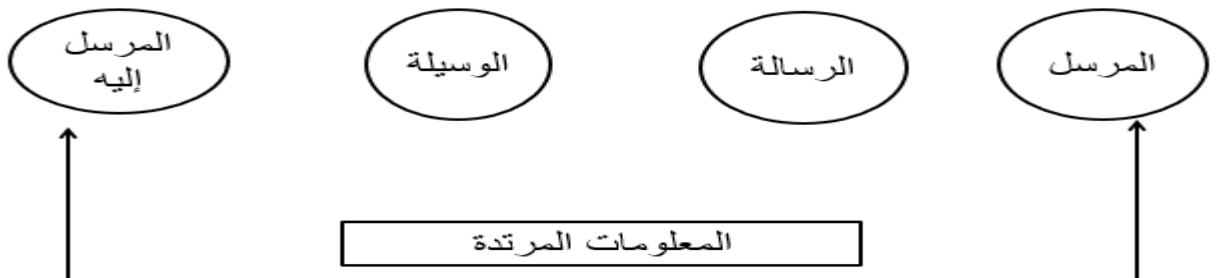 المرسل
الرسالة
الوسيلة
المرسل
إليه
المعلومات المرتدة